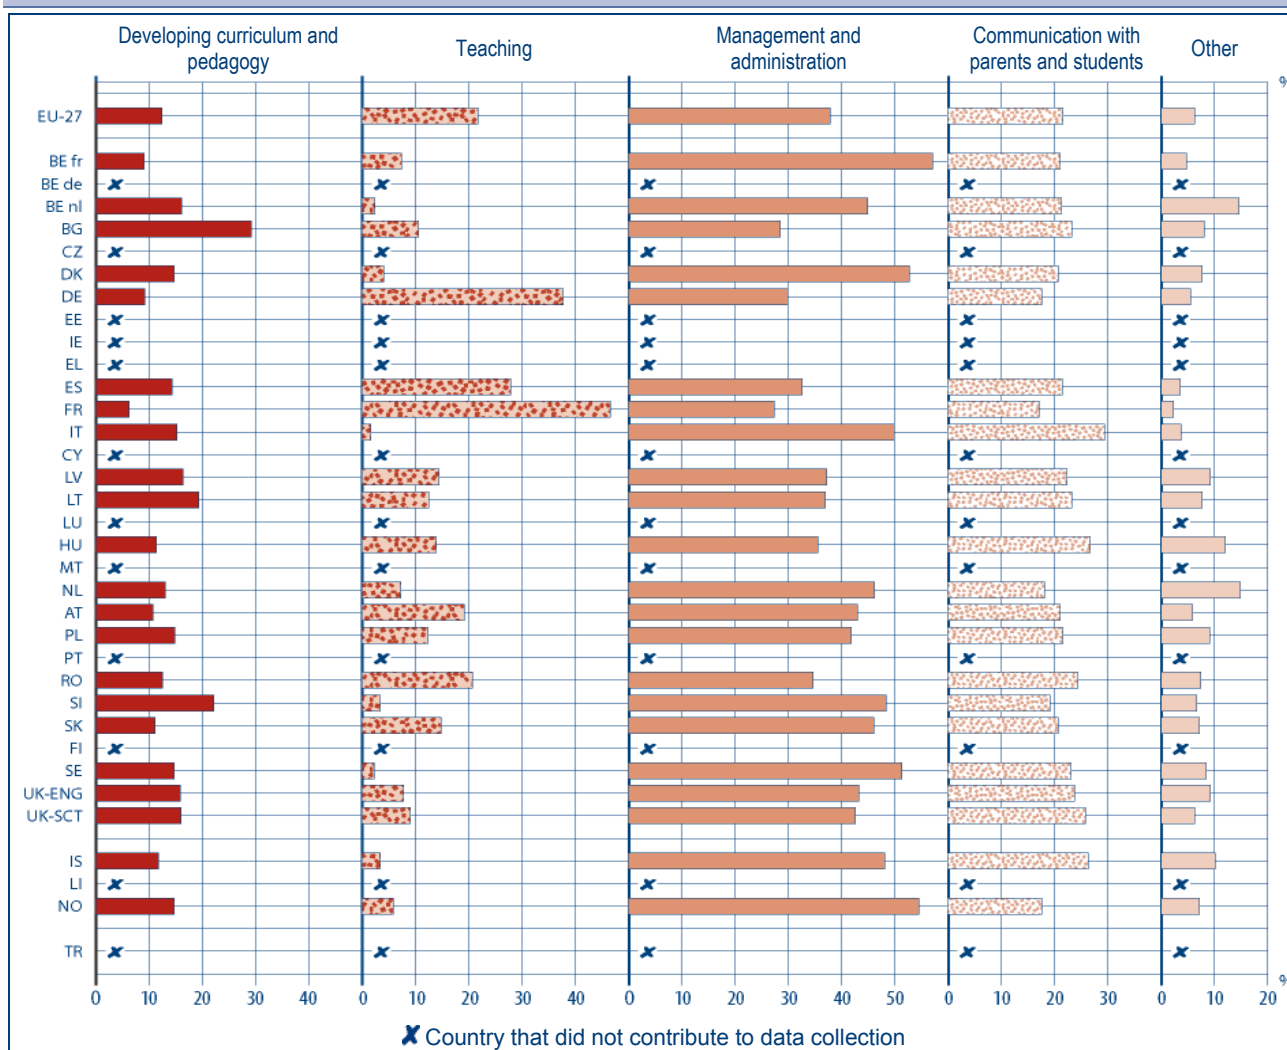 Developing curriculum and pedagogy
Teaching
Management and administration
Communication with parents and students
Other
%
EU-27
BE fr
BE de
BE nl
BG
CZ
DK
DE
EE
IE
EL
ES
FR
IT
CY
LV
LT
LU
HU
MT
NL
AT
PL
PT
RO
SI
SK
FI
SE
UK-ENG
UK-SCT
IS
LI
NO
TR
%
0 10 20 30 40 0 10 20 30 40 0 10 20 30 40 50 0 10 20 30 0 10 20
✘ Country that did not contribute to data collection